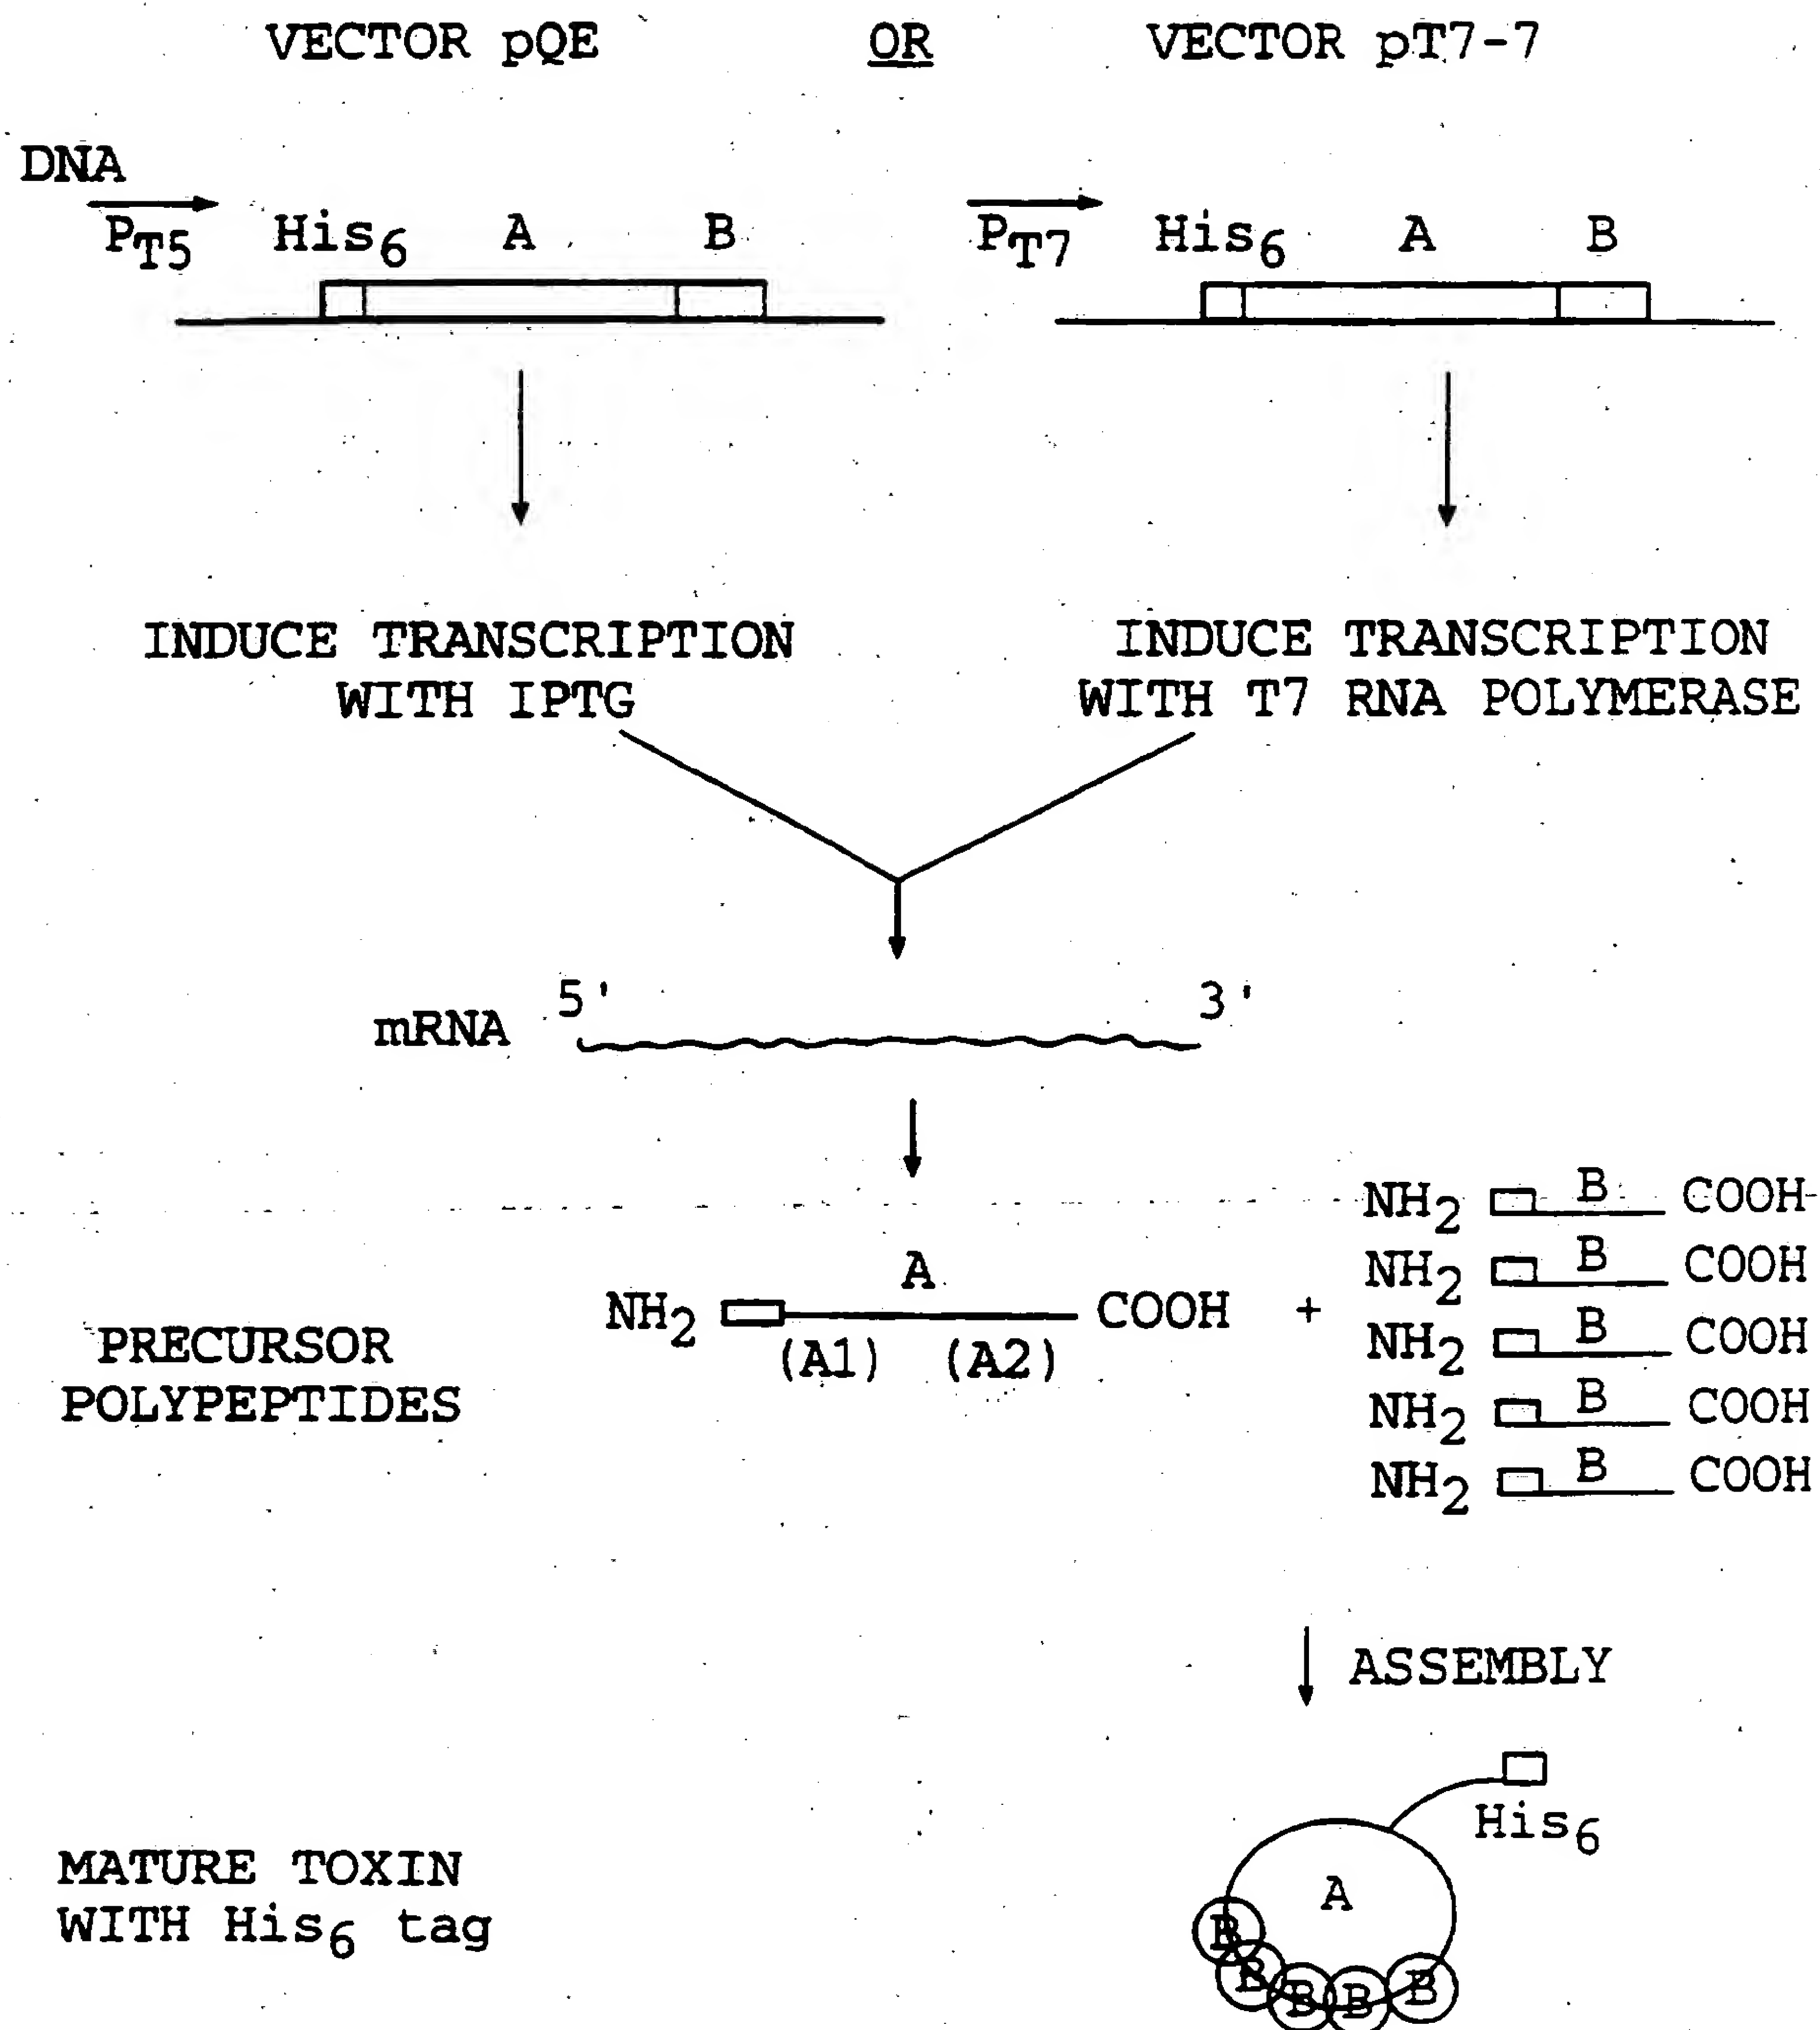 VECTOR pQE OR VECTOR pT7-7
DNA
PT5 His6 A B
PT7 His6 A B
INDUCE TRANSCRIPTION
WITH IPTG
INDUCE TRANSCRIPTION
WITH T7 RNA POLYMERASE
mRNA 5' 3'
PRECURSOR
POLYPEPTIDES
NH2 A COOH +
(A1) (A2)
NH2 B COOH
NH2 B COOH
NH2 B COOH
NH2 B COOH
NH2 B COOH
ASSEMBLY
MATURE TOXIN
WITH His6 tag
His6
A
B
B
B
B
B